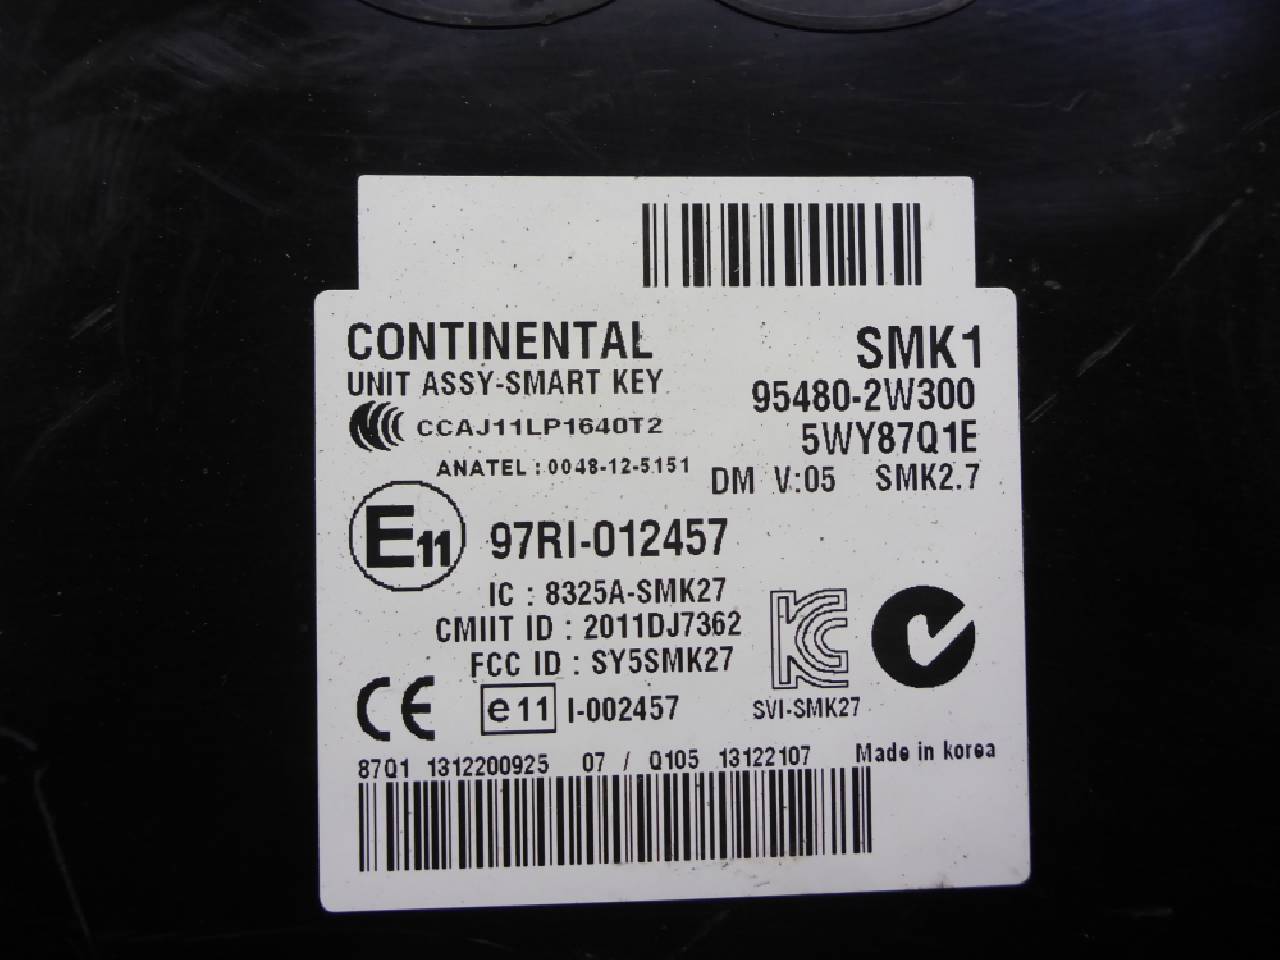 CONTINENTAL SMK1
UNIT ASSY-SMART KEY 95480-2W300
CCAJ11LP1640T2 5WY87Q1E
ANATEL : 0048-12-5151 DM V:05 SMK2.7
E11 97RI-012457
IC : 8325A-SMK27
CMIIT ID : 2011DJ7362
FCC ID : SY5SMK27
CE e11 I-002457 SVI-SMK27
87Q1 1312200925 07 / Q105 13122107 Made in korea